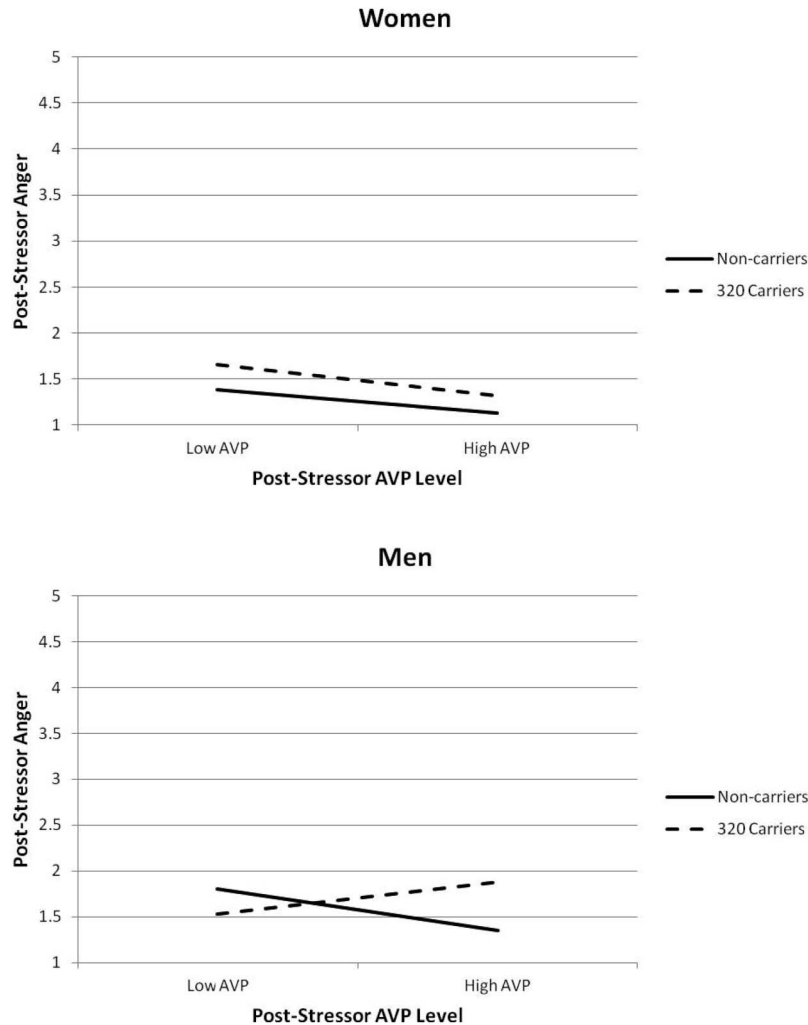 Women
5
4.5
4
3.5
3
2.5
2
1.5
1
Post-Stressor Anger
Low AVP High AVP
Post-Stressor AVP Level
Non-carriers
320 Carriers
Men
5
4.5
4
3.5
3
2.5
2
1.5
1
Post-Stressor Anger
Low AVP High AVP
Post-Stressor AVP Level
Non-carriers
320 Carriers